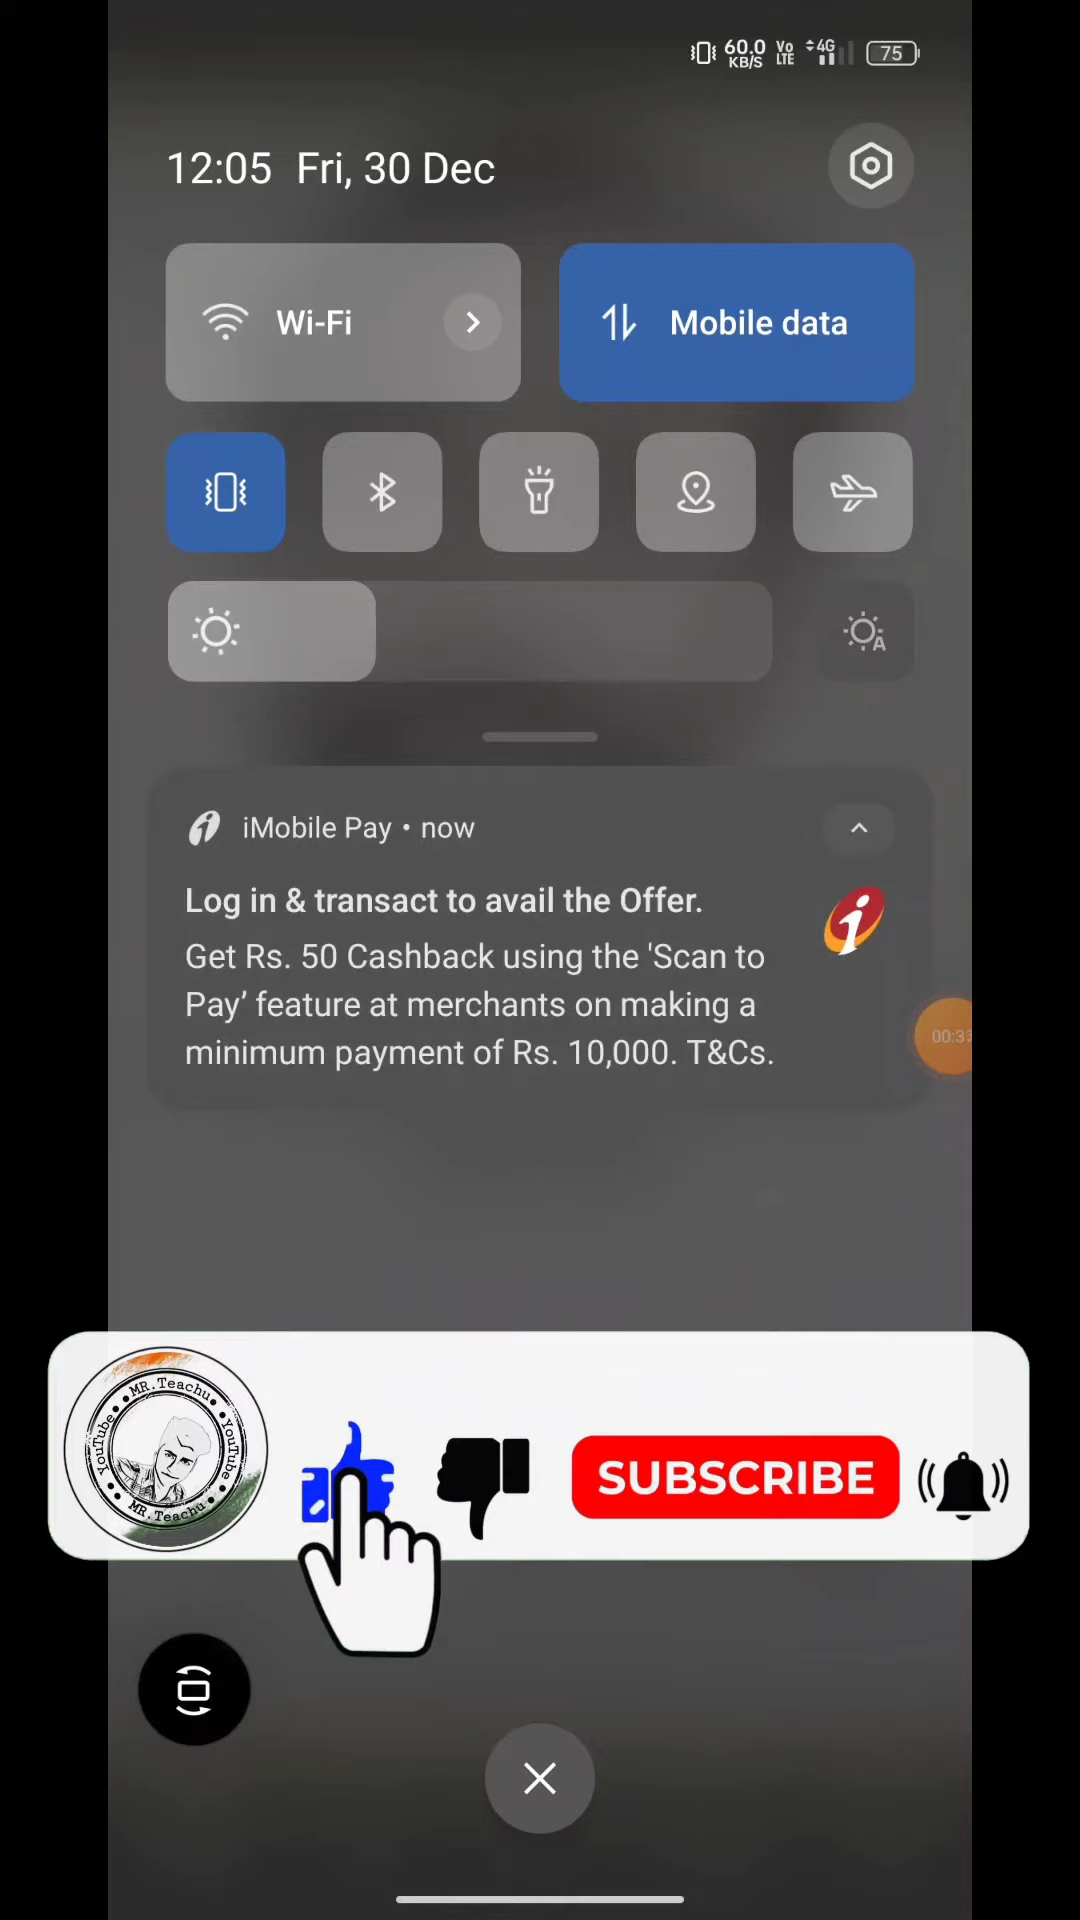 60.0
KB/S
Vo
LTE
4G
75
12:05 Fri, 30 Dec
Wi-Fi
Mobile data
A
iMobile Pay • now
Log in & transact to avail the Offer.
Get Rs. 50 Cashback using the 'Scan to
Pay’ feature at merchants on making a
minimum payment of Rs. 10,000. T&Cs.
MR.Teachu
YouTube
YouTube
MR.Teachu
SUBSCRIBE